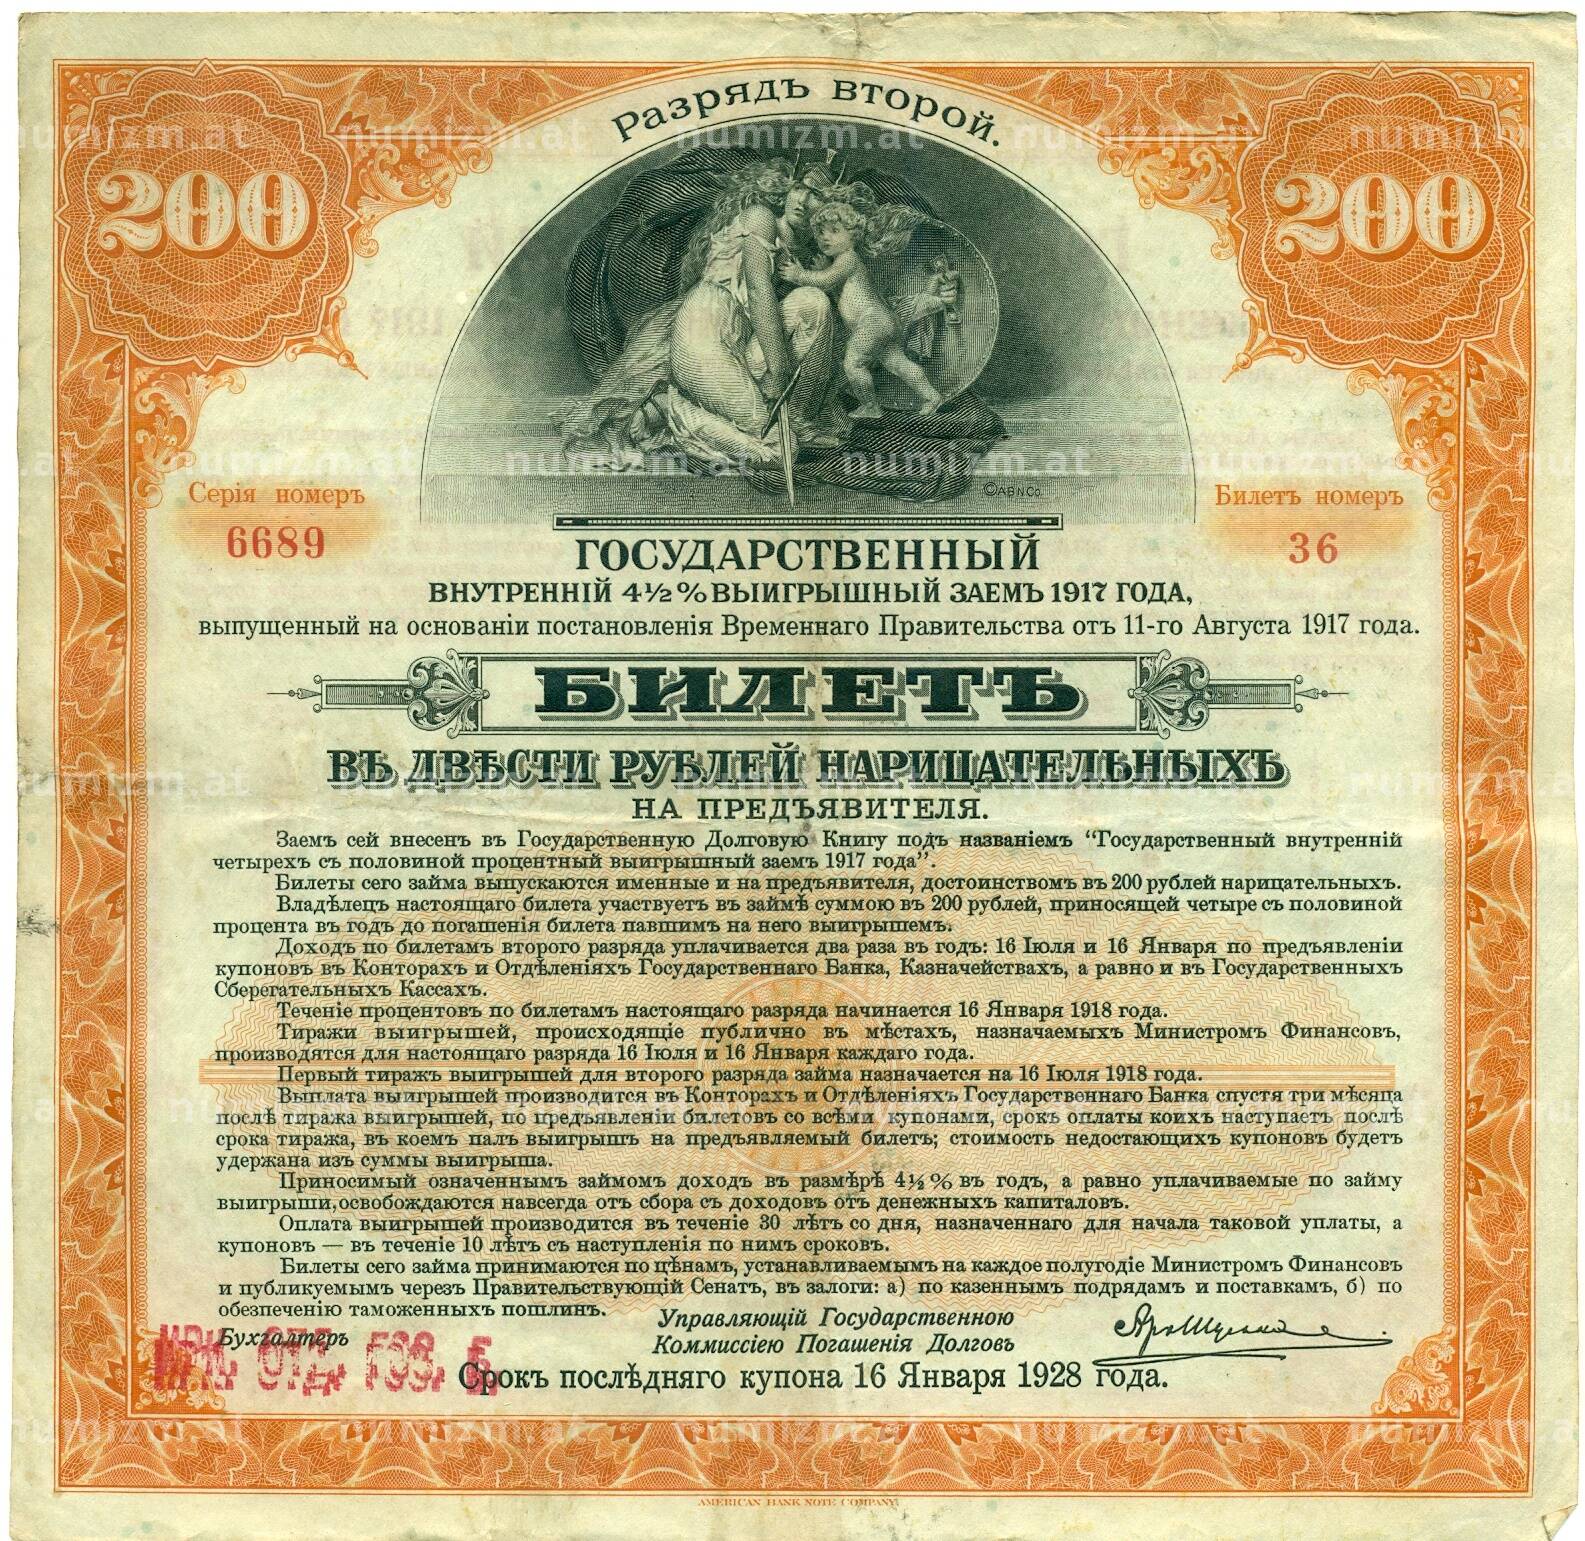 Разрядъ второй.
200
200
©ABNCo.
Серія номеръ
6689
Билетъ номеръ
36
ГОСУДАРСТВЕННЫЙ
ВНУТРЕННІЙ 4½% ВЫИГРЫШНЫЙ ЗАЕМЪ 1917 ГОДА,
выпущенный на основаніи постановленія Временнаго Правительства отъ 11-го Августа 1917 года.
БИЛЕТЪ
ВЪ ДВѢСТИ РУБЛЕЙ НАРИЦАТЕЛЬНЫХЪ
НА ПРЕДЪЯВИТЕЛЯ.
Заемъ сей внесенъ въ Государственную Долговую Книгу подъ названіемъ "Государственный внутренній
четырехъ съ половиной процентный выигрышный заемъ 1917 года".
Билеты сего займа выпускаются именные и на предъявителя, достоинствомъ въ 200 рублей нарицательныхъ.
Владѣлецъ настоящаго билета участвуетъ въ займѣ суммою въ 200 рублей, приносящей четыре съ половиной
процента въ годъ до погашенія билета павшимъ на него выигрышемъ.
Доходъ по билетамъ второго разряда уплачивается два раза въ годъ: 16 Іюля и 16 Января по предъявленіи
купоновъ въ Конторахъ и Отдѣленіяхъ Государственнаго Банка, Казначействахъ, а равно и въ Государственныхъ
Сберегательныхъ Кассахъ.
Теченіе процентовъ по билетамъ настоящаго разряда начинается 16 Января 1918 года.
Тиражи выигрышей, происходящіе публично въ мѣстахъ, назначаемыхъ Министромъ Финансовъ,
производятся для настоящаго разряда 16 Іюля и 16 Января каждаго года.
Первый тиражъ выигрышей для второго разряда займа назначается на 16 Іюля 1918 года.
Выплата выигрышей производится въ Конторахъ и Отдѣленіяхъ Государственнаго Банка спустя три мѣсяца
послѣ тиража выигрышей, по предъявленіи билетовъ со всѣми купонами, срокъ оплаты коихъ наступаетъ послѣ
срока тиража, въ коемъ палъ выигрышъ на предъявляемый билетъ; стоимость недостающихъ купоновъ будетъ
удержана изъ суммы выигрыша.
Приносимый означеннымъ займомъ доходъ въ размѣрѣ 4½% въ годъ, а равно уплачиваемые по займу
выигрыши, освобождаются навсегда отъ сбора съ доходовъ отъ денежныхъ капиталовъ.
Оплата выигрышей производится въ теченіе 30 лѣтъ со дня, назначеннаго для начала таковой уплаты, а
купоновъ — въ теченіе 10 лѣтъ съ наступленія по нимъ сроковъ.
Билеты сего займа принимаются по цѣнамъ, устанавливаемымъ на каждое полугодіе Министромъ Финансовъ
и публикуемымъ черезъ Правительствующій Сенатъ, въ залоги: а) по казеннымъ подрядамъ и поставкамъ, б) по
обеспеченію таможенныхъ пошлинъ.
Управляющій Государственною
Коммиссіею Погашенія Долговъ
Бухгалтеръ
Срокъ послѣдняго купона 16 Января 1928 года.
AMERICAN BANK NOTE COMPANY.
numizm.at